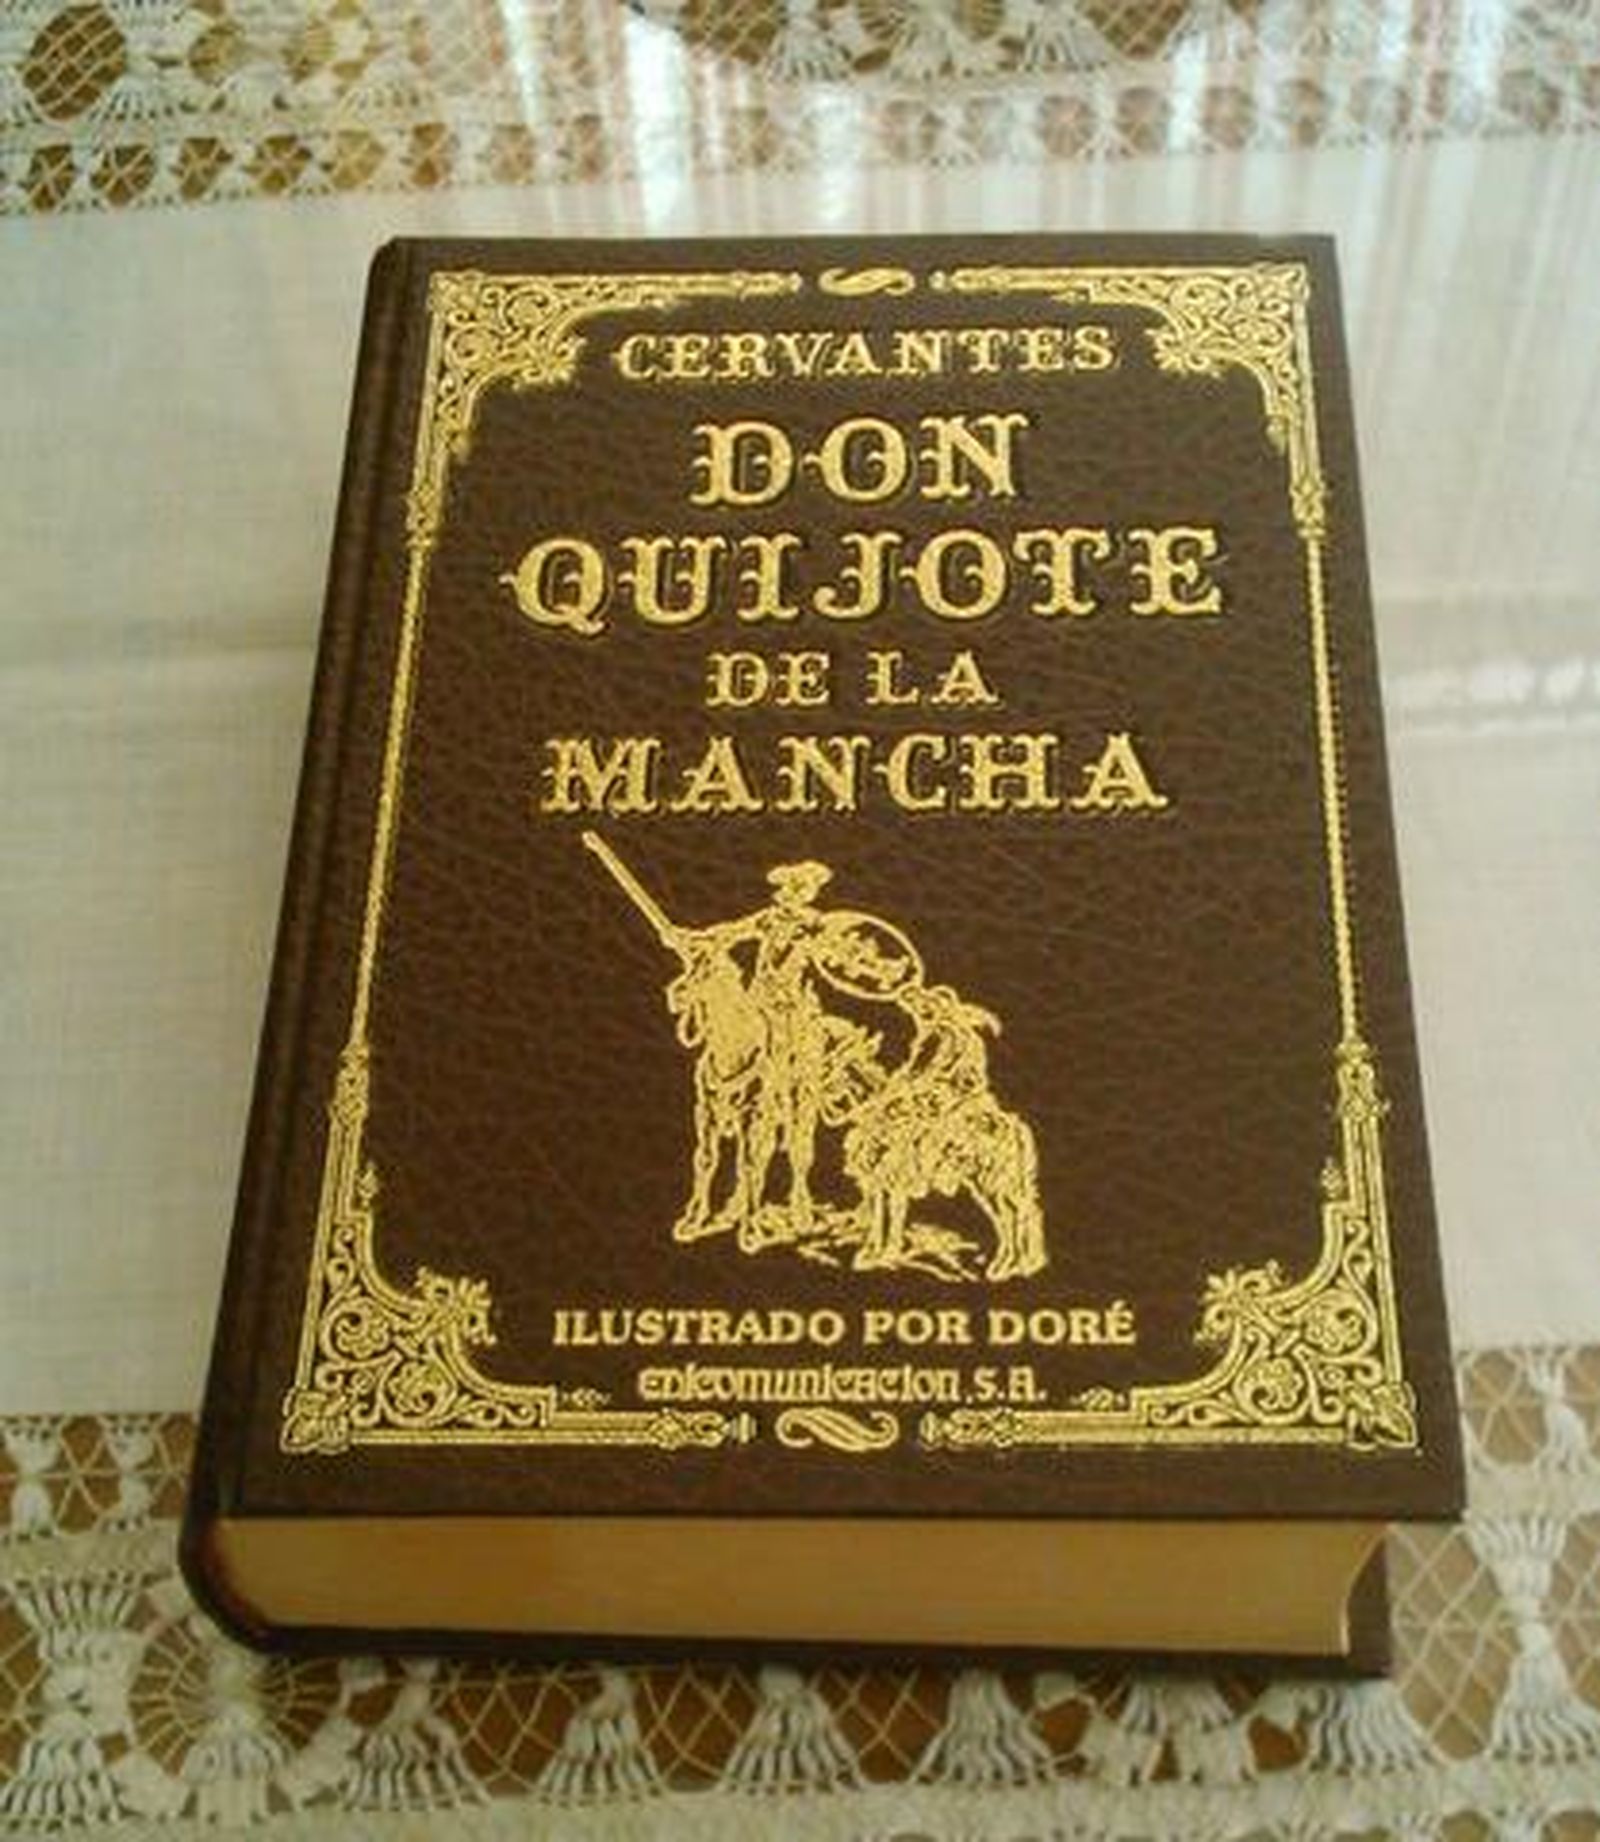 CERVANTES
DON
QUIJOTE
DE LA
MANCHA
ILUSTRADO POR DORÉ
edicomunicacion, S.A.